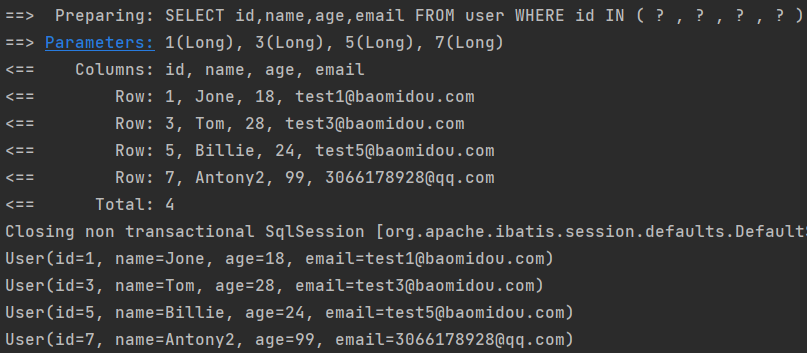 ==>  Preparing: SELECT id,name,age,email FROM user WHERE id IN ( ? , ? , ? , ? )
==> Parameters: 1(Long), 3(Long), 5(Long), 7(Long)
<==    Columns: id, name, age, email
<==        Row: 1, Jone, 18, test1@baomidou.com
<==        Row: 3, Tom, 28, test3@baomidou.com
<==        Row: 5, Billie, 24, test5@baomidou.com
<==        Row: 7, Antony2, 99, 3066178928@qq.com
<==      Total: 4
Closing non transactional SqlSession [org.apache.ibatis.session.defaults.Default
User(id=1, name=Jone, age=18, email=test1@baomidou.com)
User(id=3, name=Tom, age=28, email=test3@baomidou.com)
User(id=5, name=Billie, age=24, email=test5@baomidou.com)
User(id=7, name=Antony2, age=99, email=3066178928@qq.com)